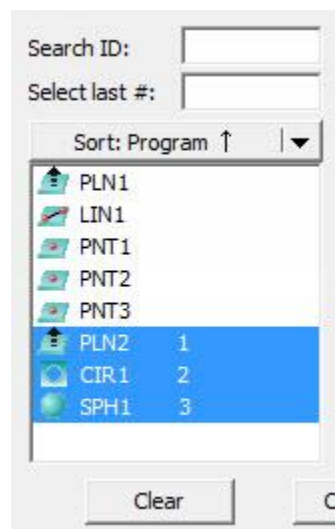 Search ID:
Select last #:
Sort: Program ↑
PLN1
LIN1
PNT1
PNT2
PNT3
PLN2 1
CIR1 2
SPH1 3
Clear